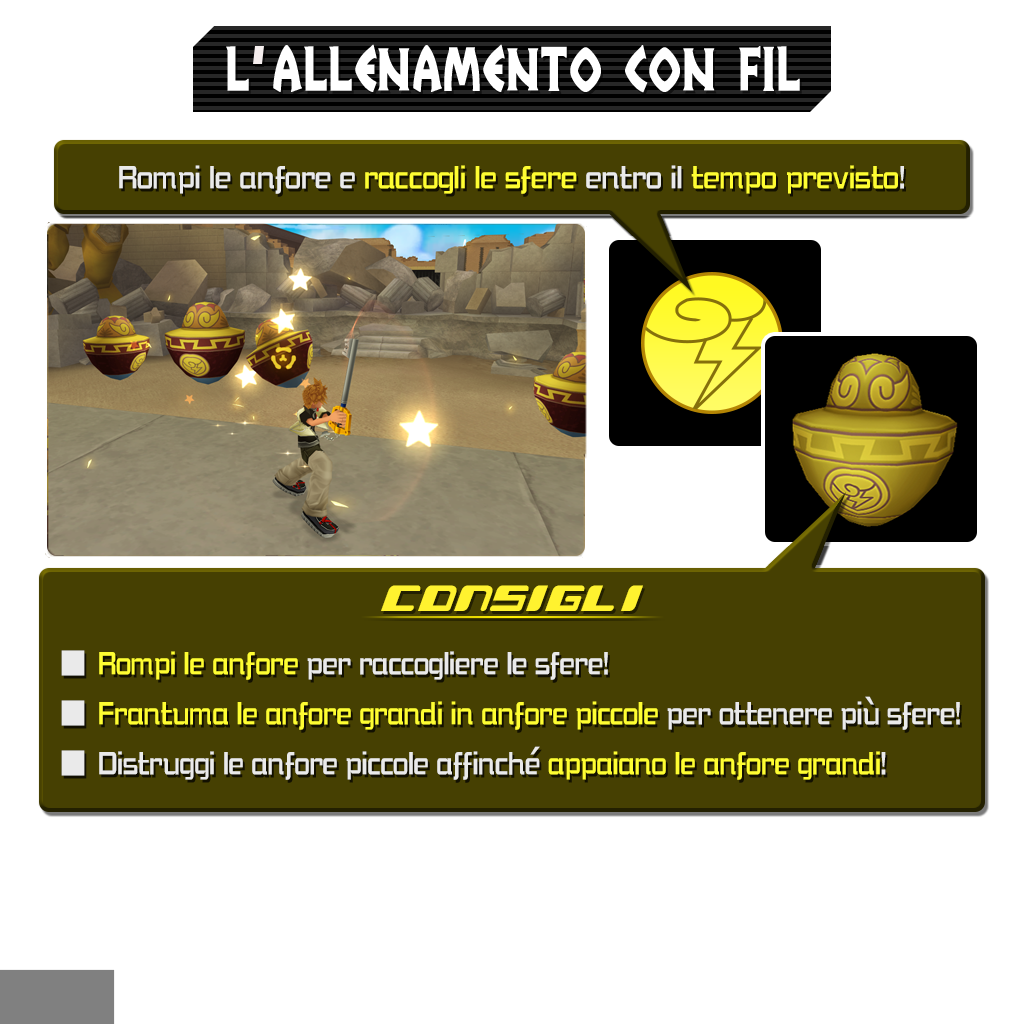 L'ALLENAMENTO CON FIL
Rompi le anfore e raccogli le sfere entro il tempo previsto!
CONSIGLI
Rompi le anfore per raccogliere le sfere!
Frantuma le anfore grandi in anfore piccole per ottenere più sfere!
Distruggi le anfore piccole affinché appaiano le anfore grandi!